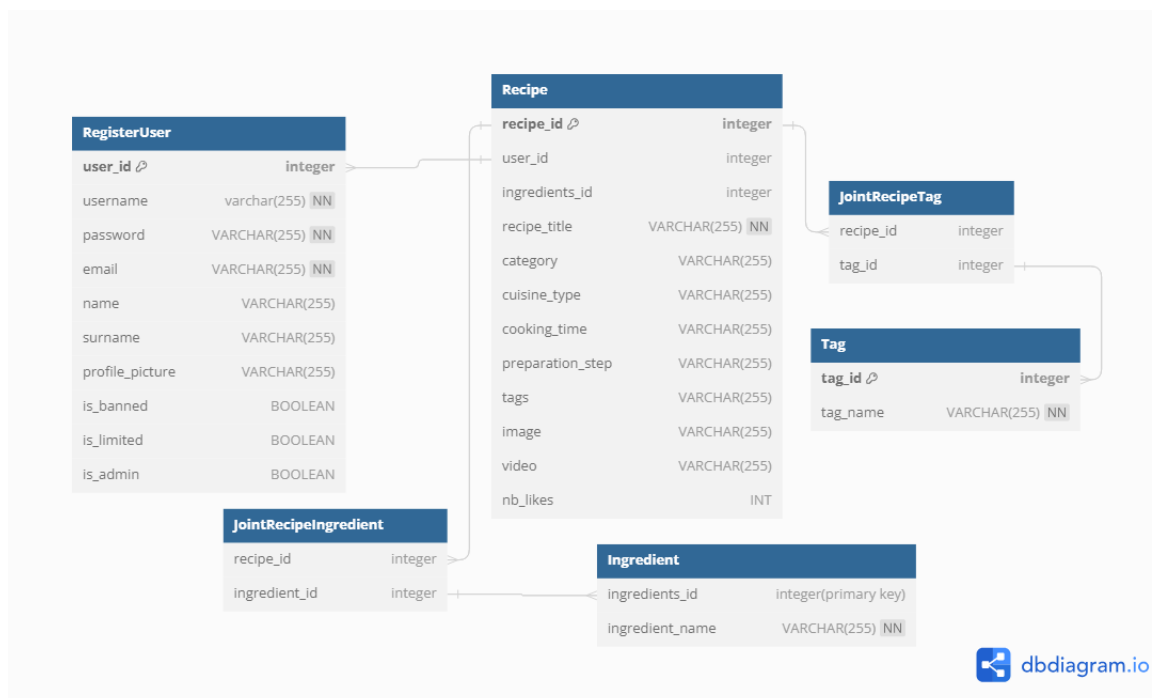 RegisterUser
user_id integer
username varchar(255) NN
password VARCHAR(255) NN
email VARCHAR(255) NN
name VARCHAR(255)
surname VARCHAR(255)
profile_picture VARCHAR(255)
is_banned BOOLEAN
is_limited BOOLEAN
is_admin BOOLEAN
Recipe
recipe_id integer
user_id integer
ingredients_id integer
recipe_title VARCHAR(255) NN
category VARCHAR(255)
cuisine_type VARCHAR(255)
cooking_time VARCHAR(255)
preparation_step VARCHAR(255)
tags VARCHAR(255)
image VARCHAR(255)
video VARCHAR(255)
nb_likes INT
JointRecipeTag
recipe_id integer
tag_id integer
Tag
tag_id integer
tag_name VARCHAR(255) NN
JointRecipeIngredient
recipe_id integer
ingredient_id integer
Ingredient
ingredients_id integer(primary key)
ingredient_name VARCHAR(255) NN
dbdiagram.io